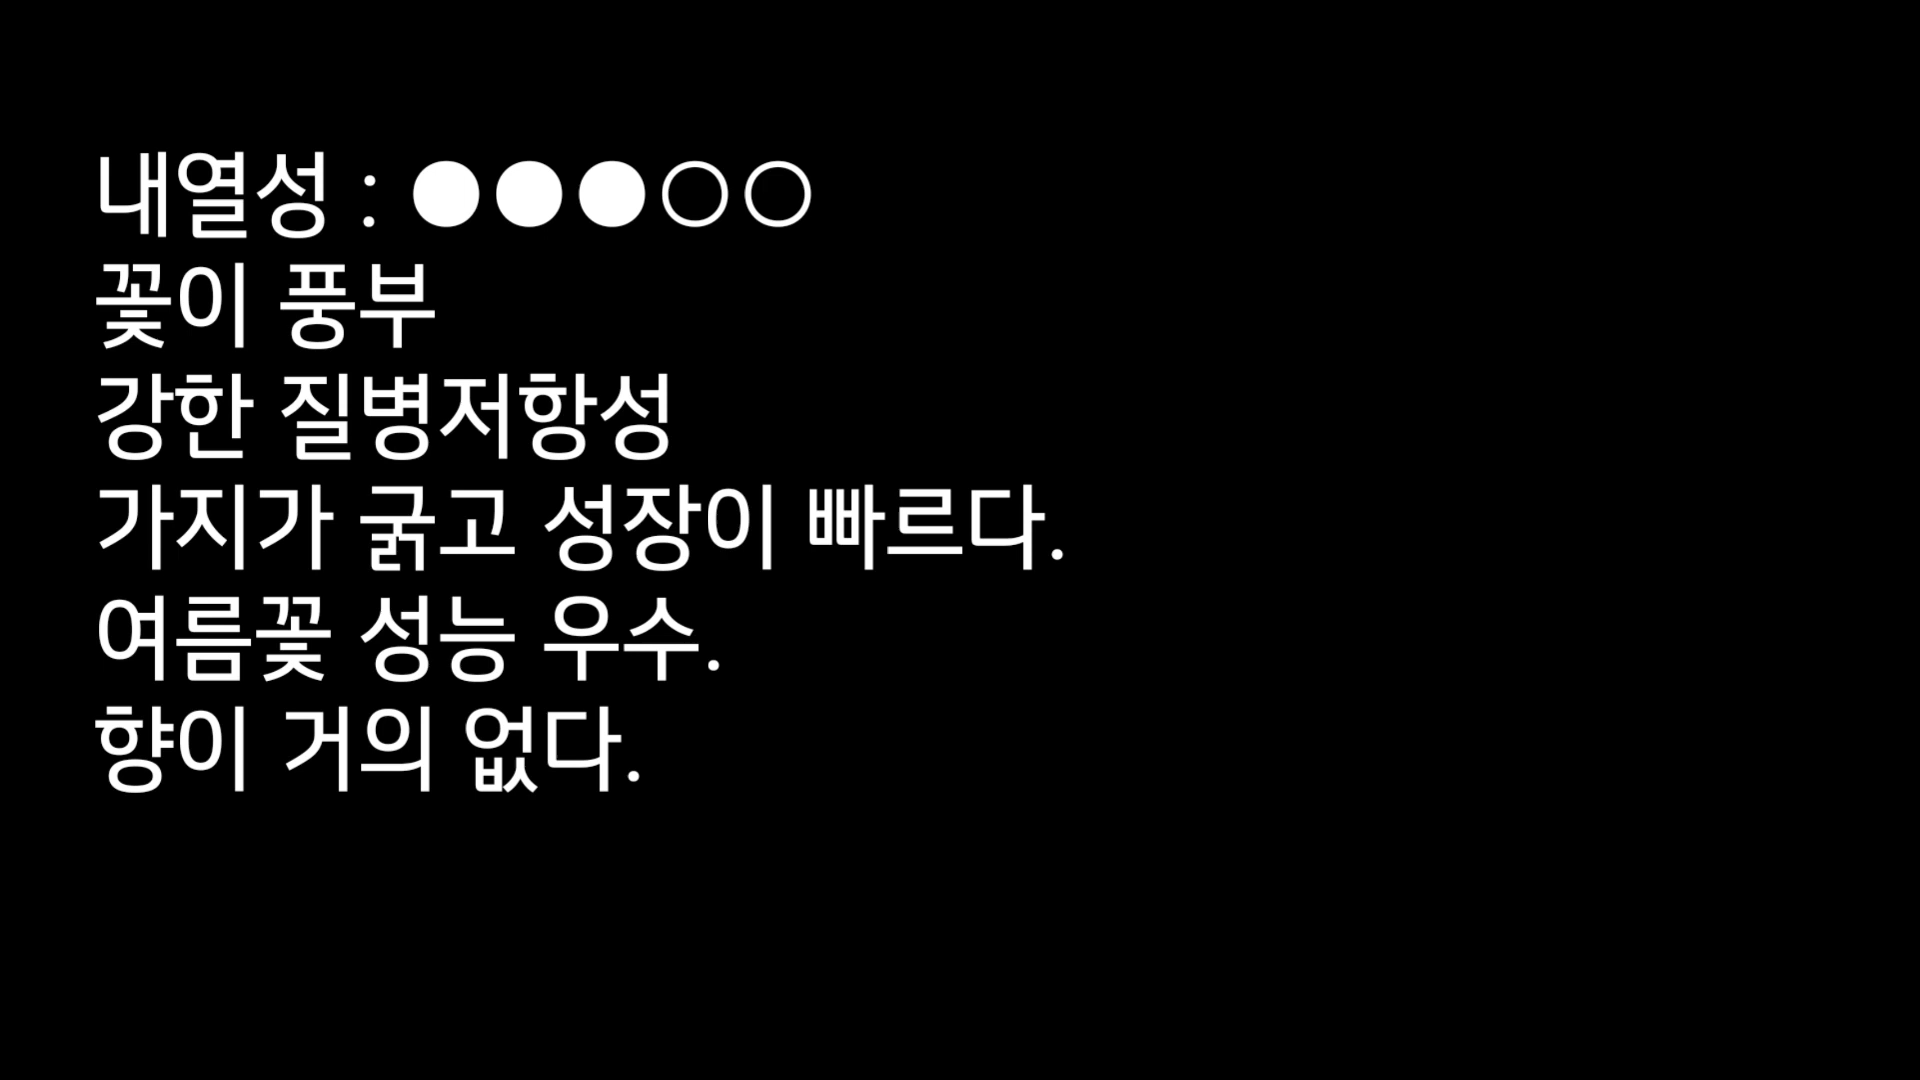 내열성 : ●●●○○
꽃이 풍부
강한 질병저항성
가지가 굵고 성장이 빠르다.
여름꽃 성능 우수.
향이 거의 없다.